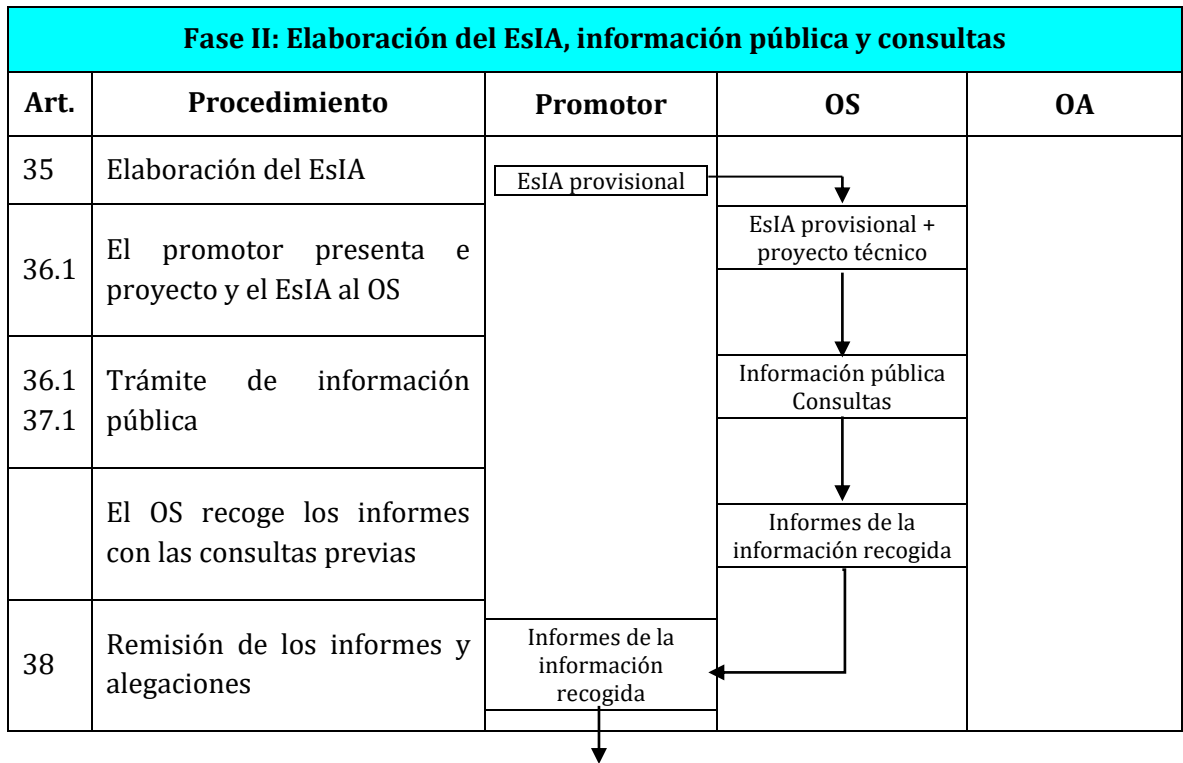 Fase II: Elaboración del EsIA, información pública y consultas
Art. Procedimiento Promotor OS OA
35 Elaboración del EsIA
EsIA provisional
EsIA provisional +
proyecto técnico
36.1
El promotor presenta e
proyecto y el EsIA al OS
36.1
37.1
Trámite de información
pública
Información pública
Consultas
El OS recoge los informes
con las consultas previas
Informes de la
información recogida
38
Remisión de los informes y
alegaciones
Informes de la
información
recogida